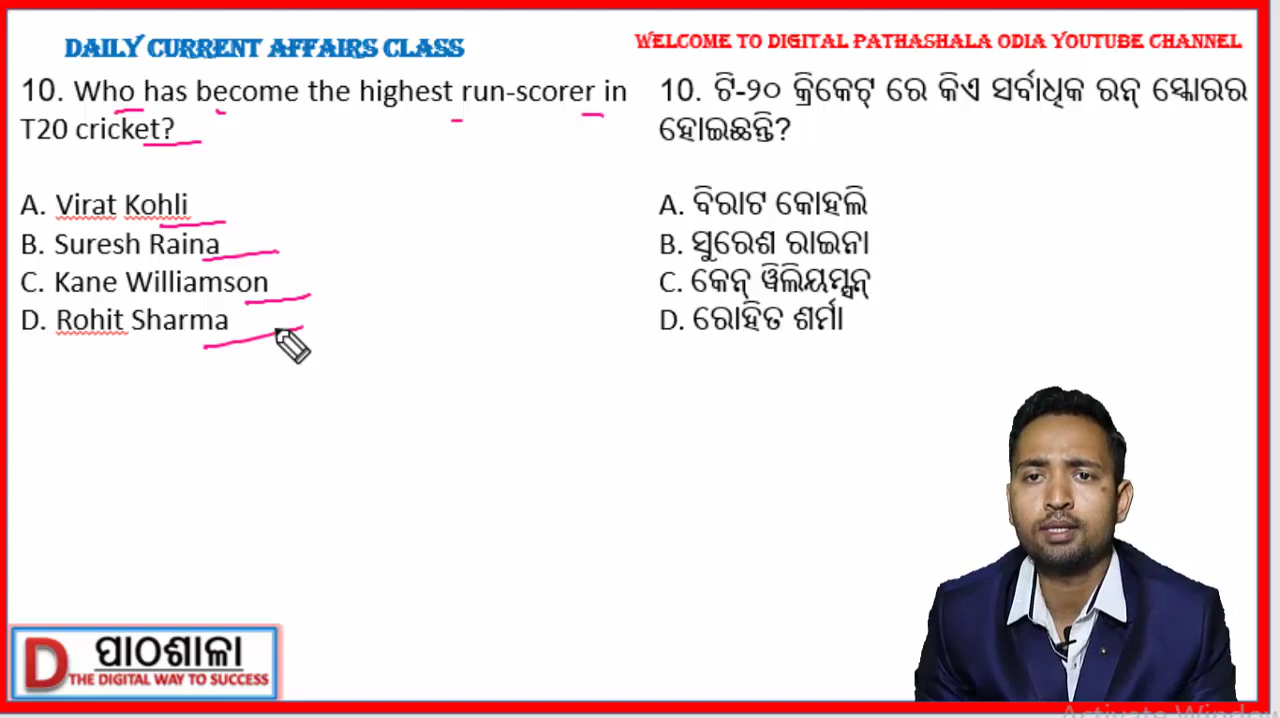 DAILY CURRENT AFFAIRS CLASS
WELCOME TO DIGITAL PATHASHALA ODIA YOUTUBE CHANNEL
10. Who has become the highest run-scorer in
T20 cricket?
A. Virat Kohli
B. Suresh Raina
C. Kane Williamson
D. Rohit Sharma
10. ଟି-୨୦ କ୍ରିକେଟ୍ ରେ କିଏ ସର୍ବାଧିକ ରନ୍ ସ୍କୋରର
ହୋଇଛନ୍ତି?
A. ବିରାଟ କୋହଲି
B. ସୁରେଶ ରାଇନା
C. କେନ୍ ୱିଲିୟମ୍ସନ୍
D. ରୋହିତ ଶର୍ମା
D ପାଠଶାଳା
THE DIGITAL WAY TO SUCCESS